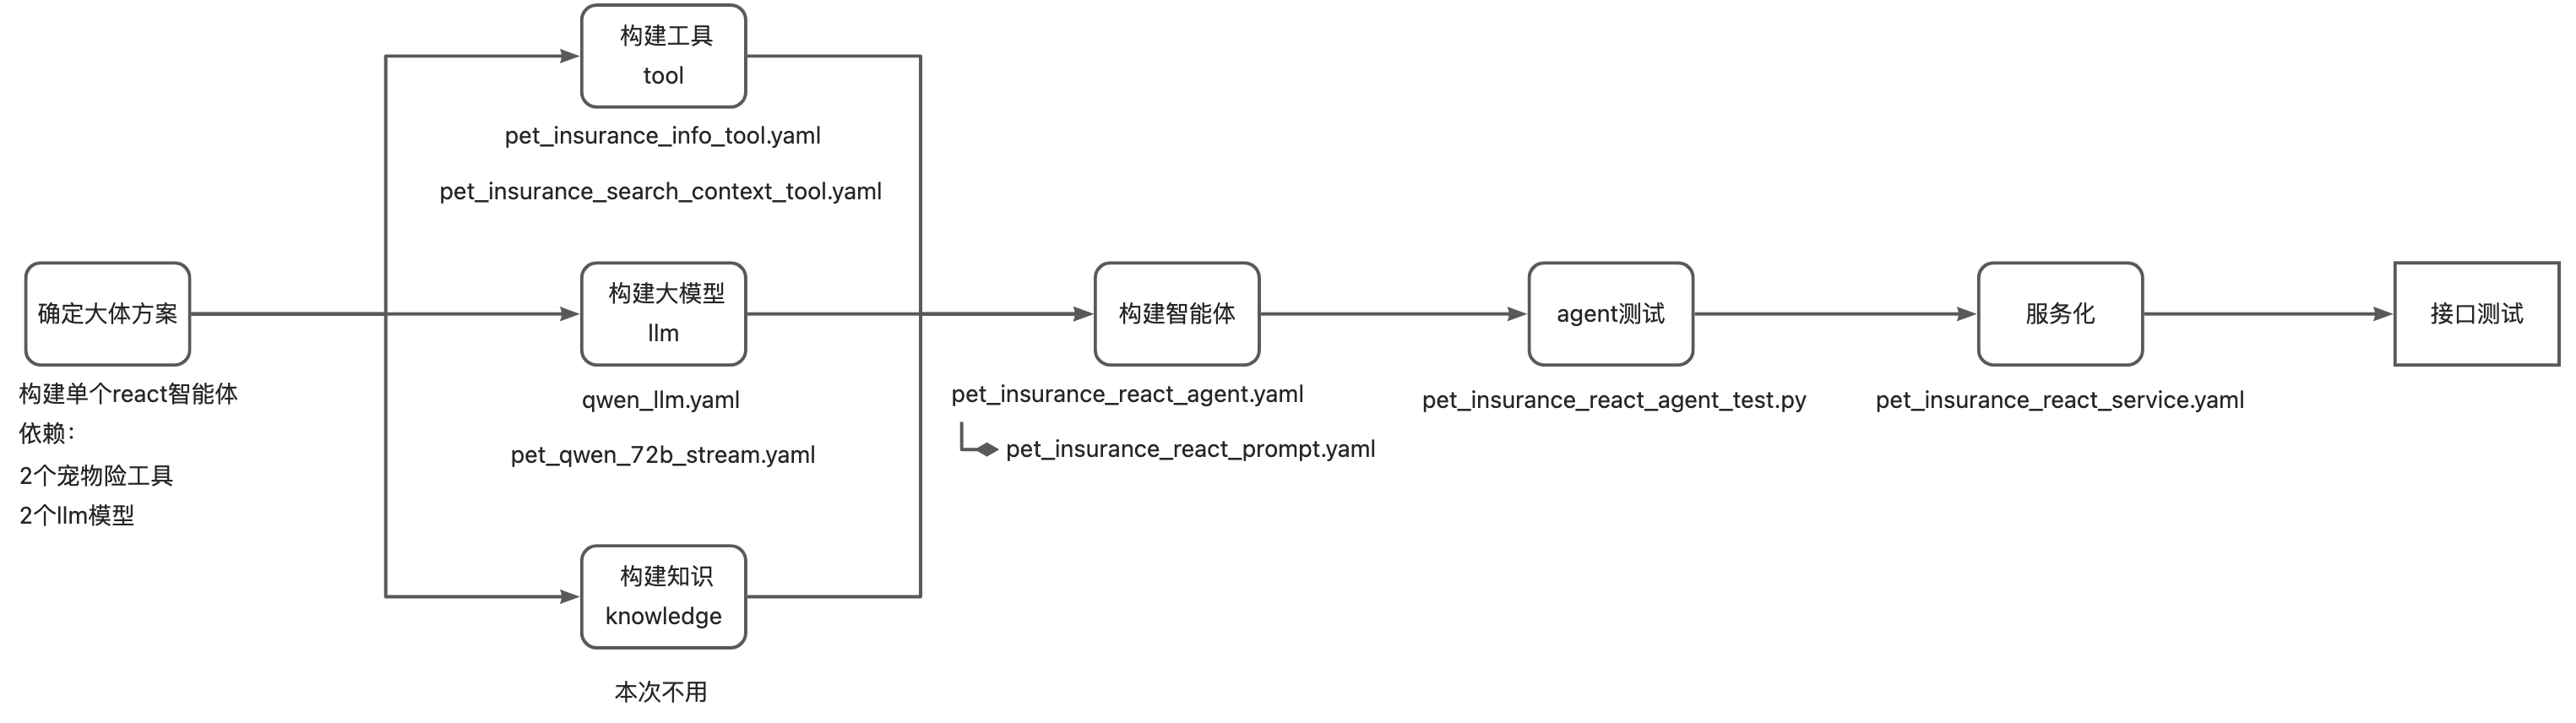 确定大体方案
构建单个react智能体
依赖：
2个宠物险工具
2个llm模型
构建工具
tool
pet_insurance_info_tool.yaml
pet_insurance_search_context_tool.yaml
构建大模型
llm
qwen_llm.yaml
pet_qwen_72b_stream.yaml
构建知识
knowledge
本次不用
构建智能体
pet_insurance_react_agent.yaml
pet_insurance_react_prompt.yaml
agent测试
pet_insurance_react_agent_test.py
服务化
pet_insurance_react_service.yaml
接口测试